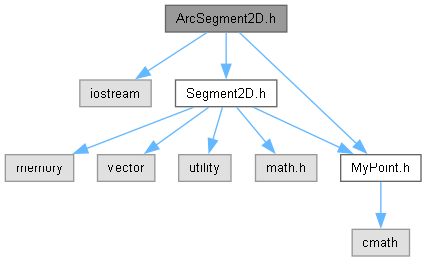 ArcSegment2D.h
iostream
Segment2D.h
memory
vector
utility
math.h
MyPoint.h
cmath